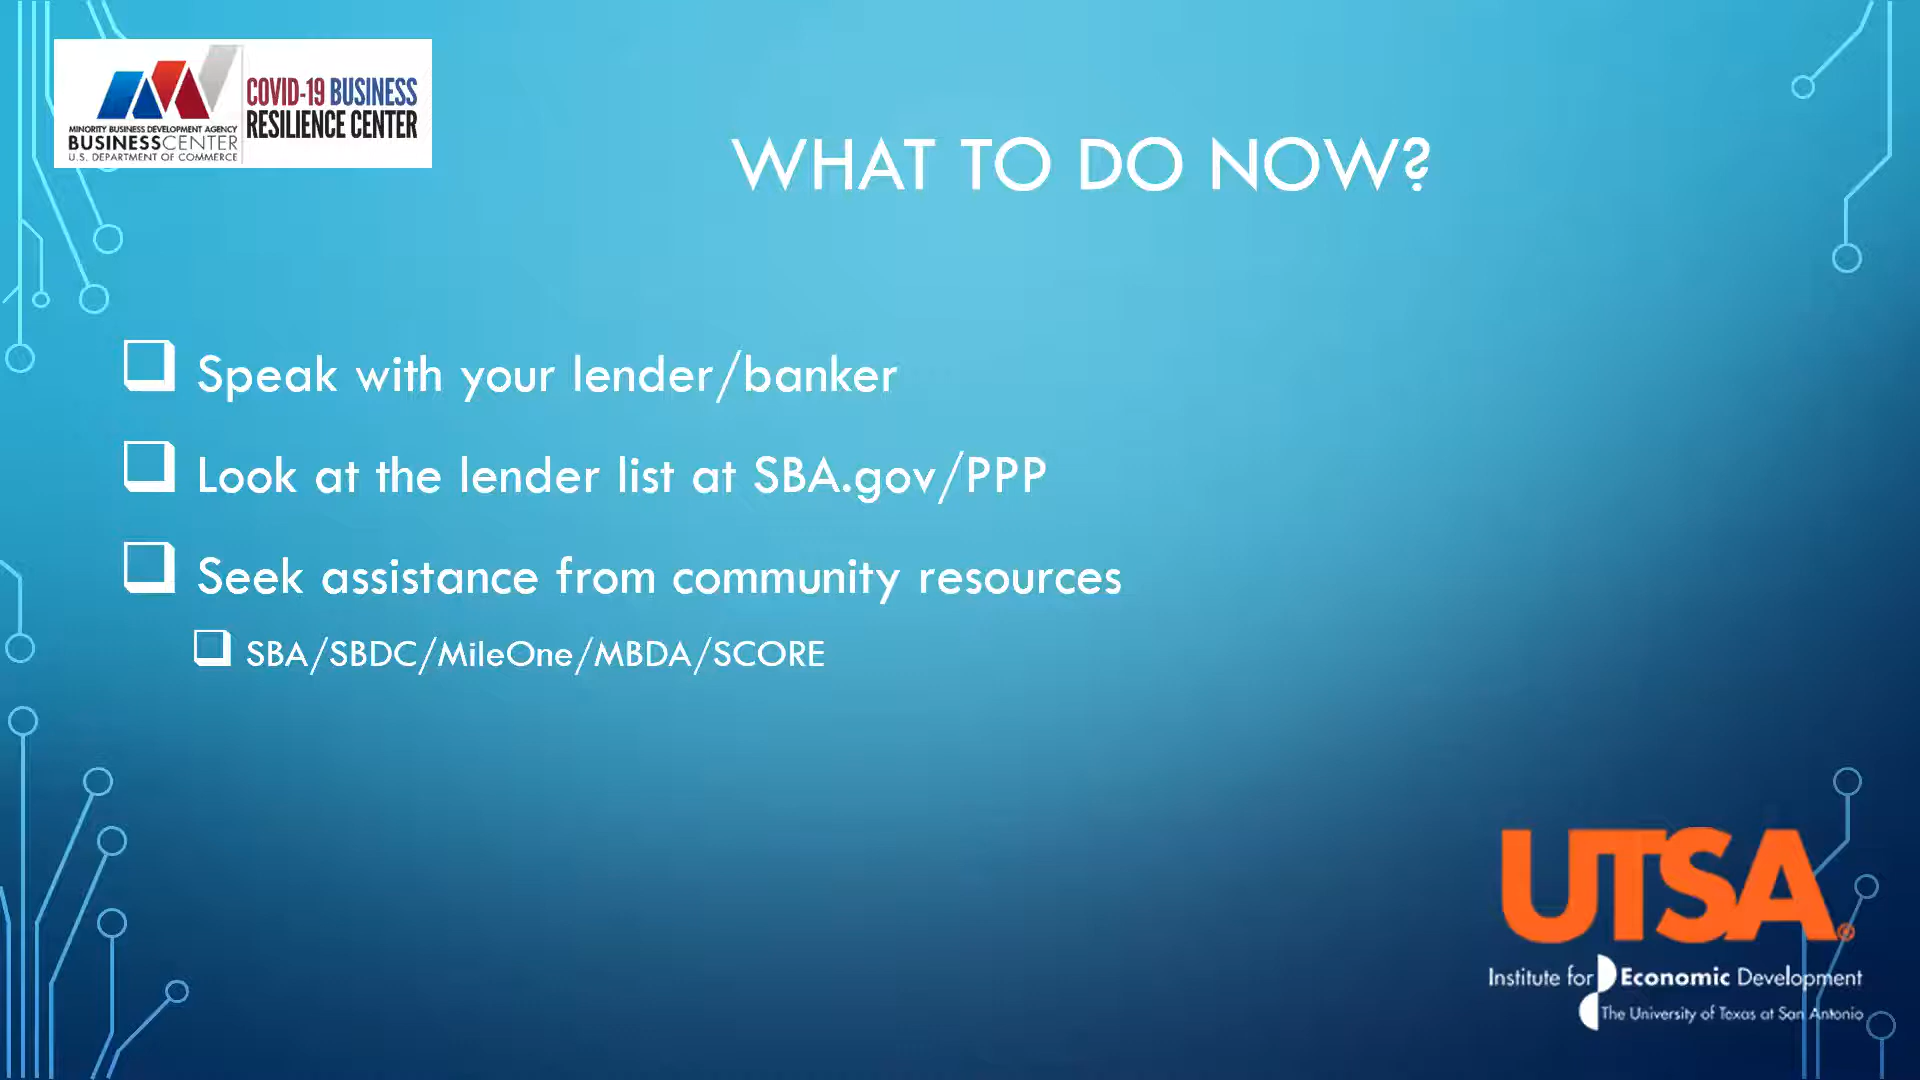 MINORITY BUSINESS DEVELOPMENT AGENCY
BUSINESSCENTER
U.S. DEPARTMENT OF COMMERCE
COVID-19 BUSINESS
RESILIENCE CENTER
WHAT TO DO NOW?
Speak with your lender/banker
Look at the lender list at SBA.gov/PPP
Seek assistance from community resources
SBA/SBDC/MileOne/MBDA/SCORE
UTSA®
Institute for Economic Development
The University of Texas at San Antonio